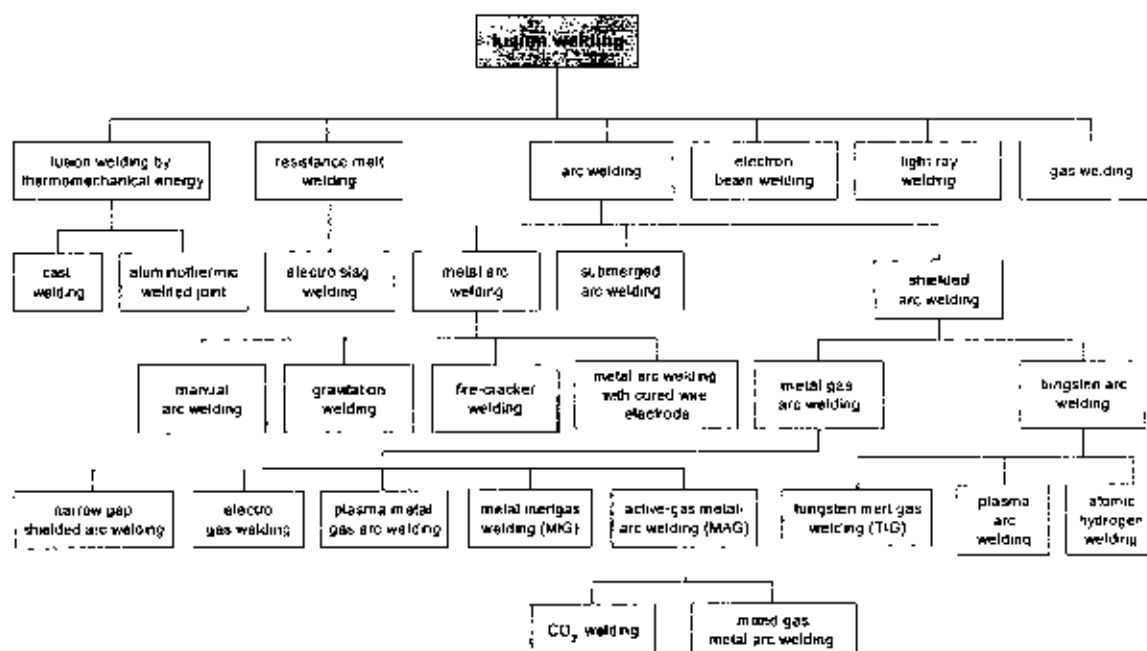 fusion welding
fusion welding by
thermomechanical energy
resistance melt
welding
arc welding
electron
beam welding
light ray
welding
gas welding
cast
welding
aluminothermic
welded joint
electro slag
welding
metal arc
welding
submerged
arc welding
shielded
arc welding
manual
arc welding
gravitation
welding
fire-cracker
welding
metal arc welding
with cored wire
electrode
metal gas
arc welding
tungsten arc
welding
narrow gap
shielded arc welding
electro
gas welding
plasma metal
gas arc welding
metal inertgas
welding (MIG)
active-gas metal-
arc welding (MAG)
tungsten inert gas
welding (TIG)
plasma
arc
welding
atomic
hydrogen
welding
CO₂ welding
mixed gas
metal arc welding